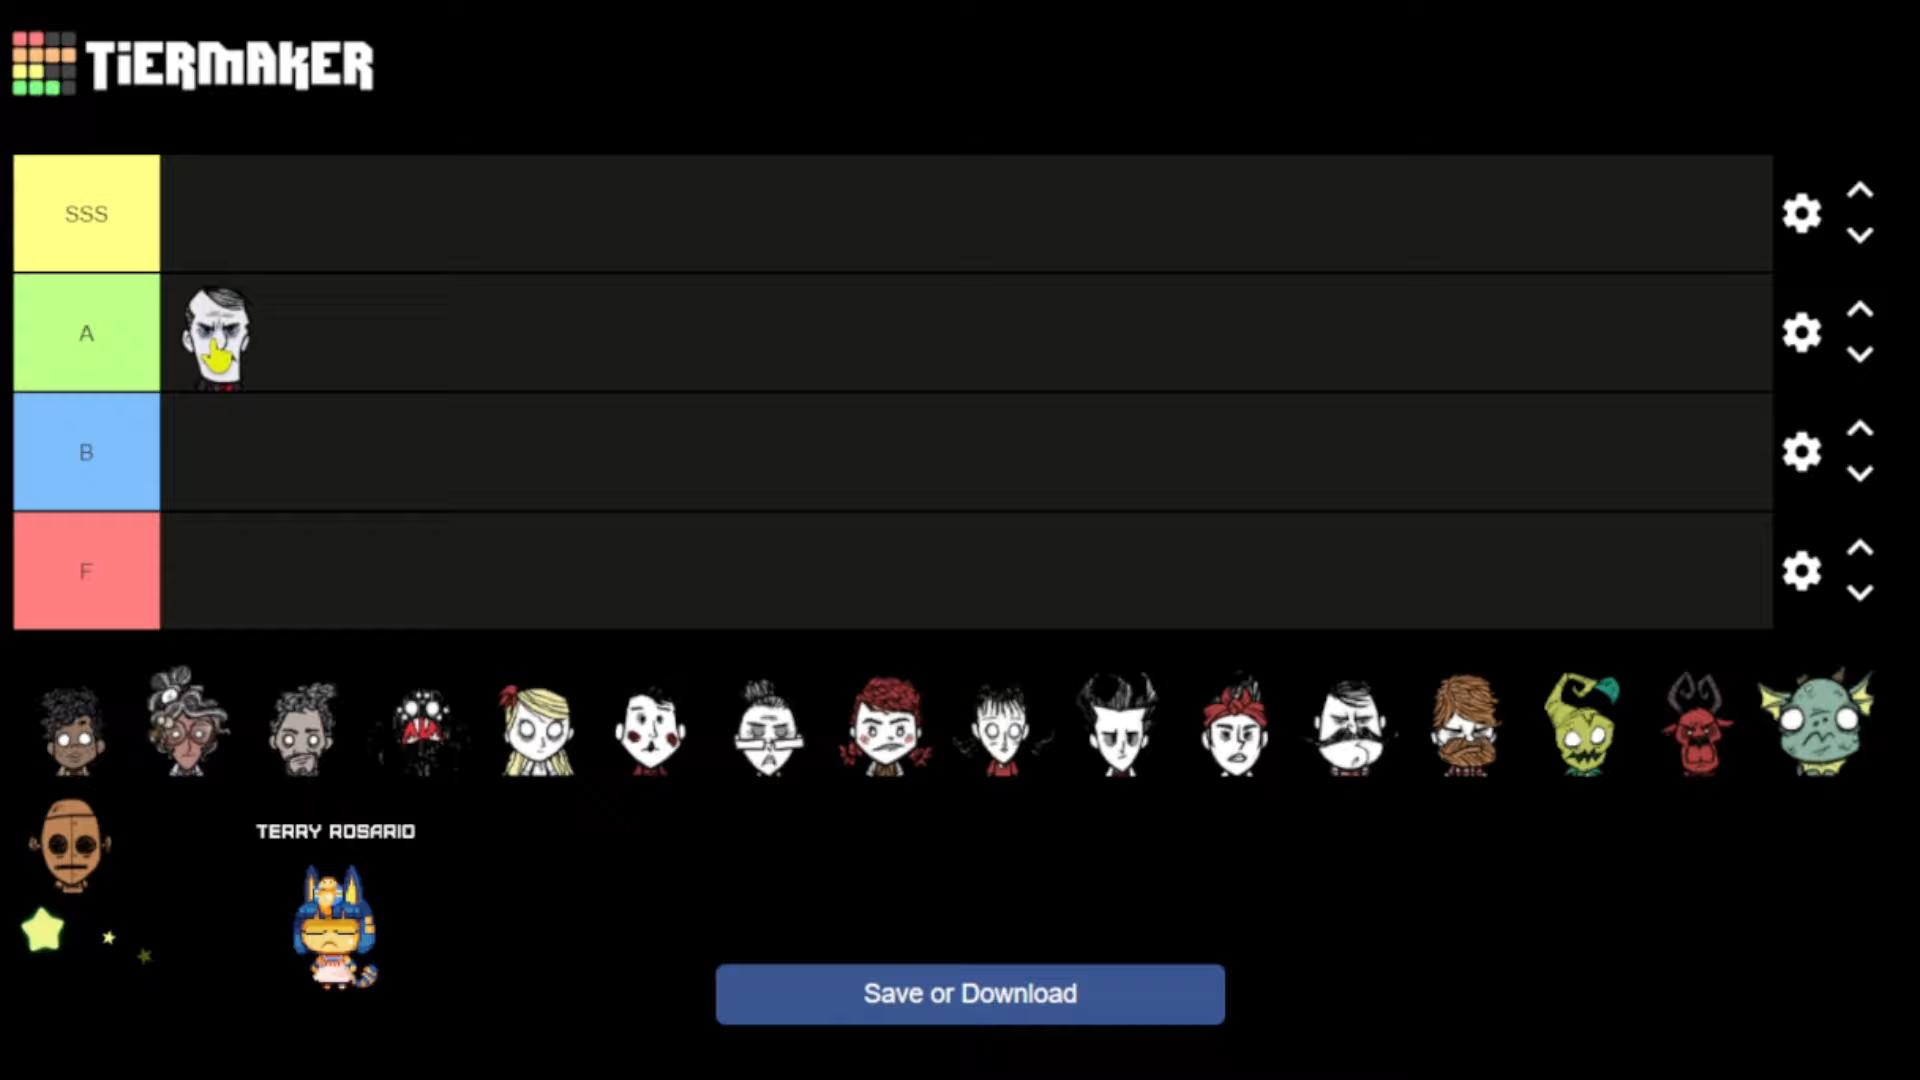 TIERMAKER
SSS
A
B
F
TERRY ROSARIO
Save or Download